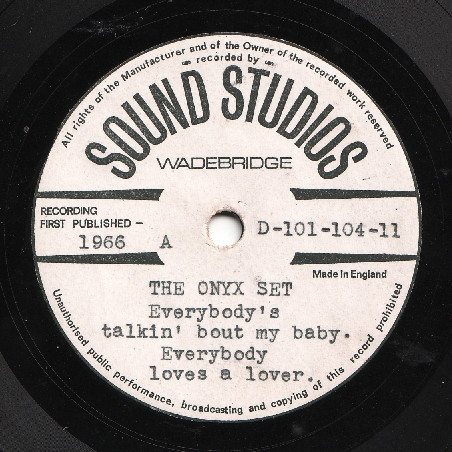 All rights of the Manufacturer and of the Owner of the recorded work reserved
recorded by
SOUND STUDIOS
WADEBRIDGE
RECORDING
FIRST PUBLISHED -
1966 A D-101-104-11
Made in England
THE ONYX SET
Everybody's
talkin' bout my baby.
Everybody
loves a lover.
Unauthorised public performance, broadcasting and copying of this record prohibited